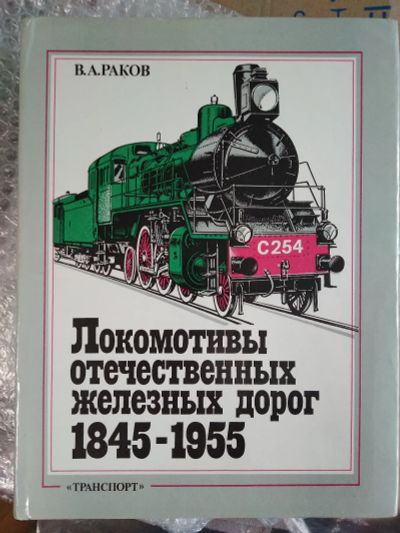 В.А.РАКОВ
С254
Локомотивы
отечественных
железных дорог
1845-1955
«ТРАНСПОРТ»